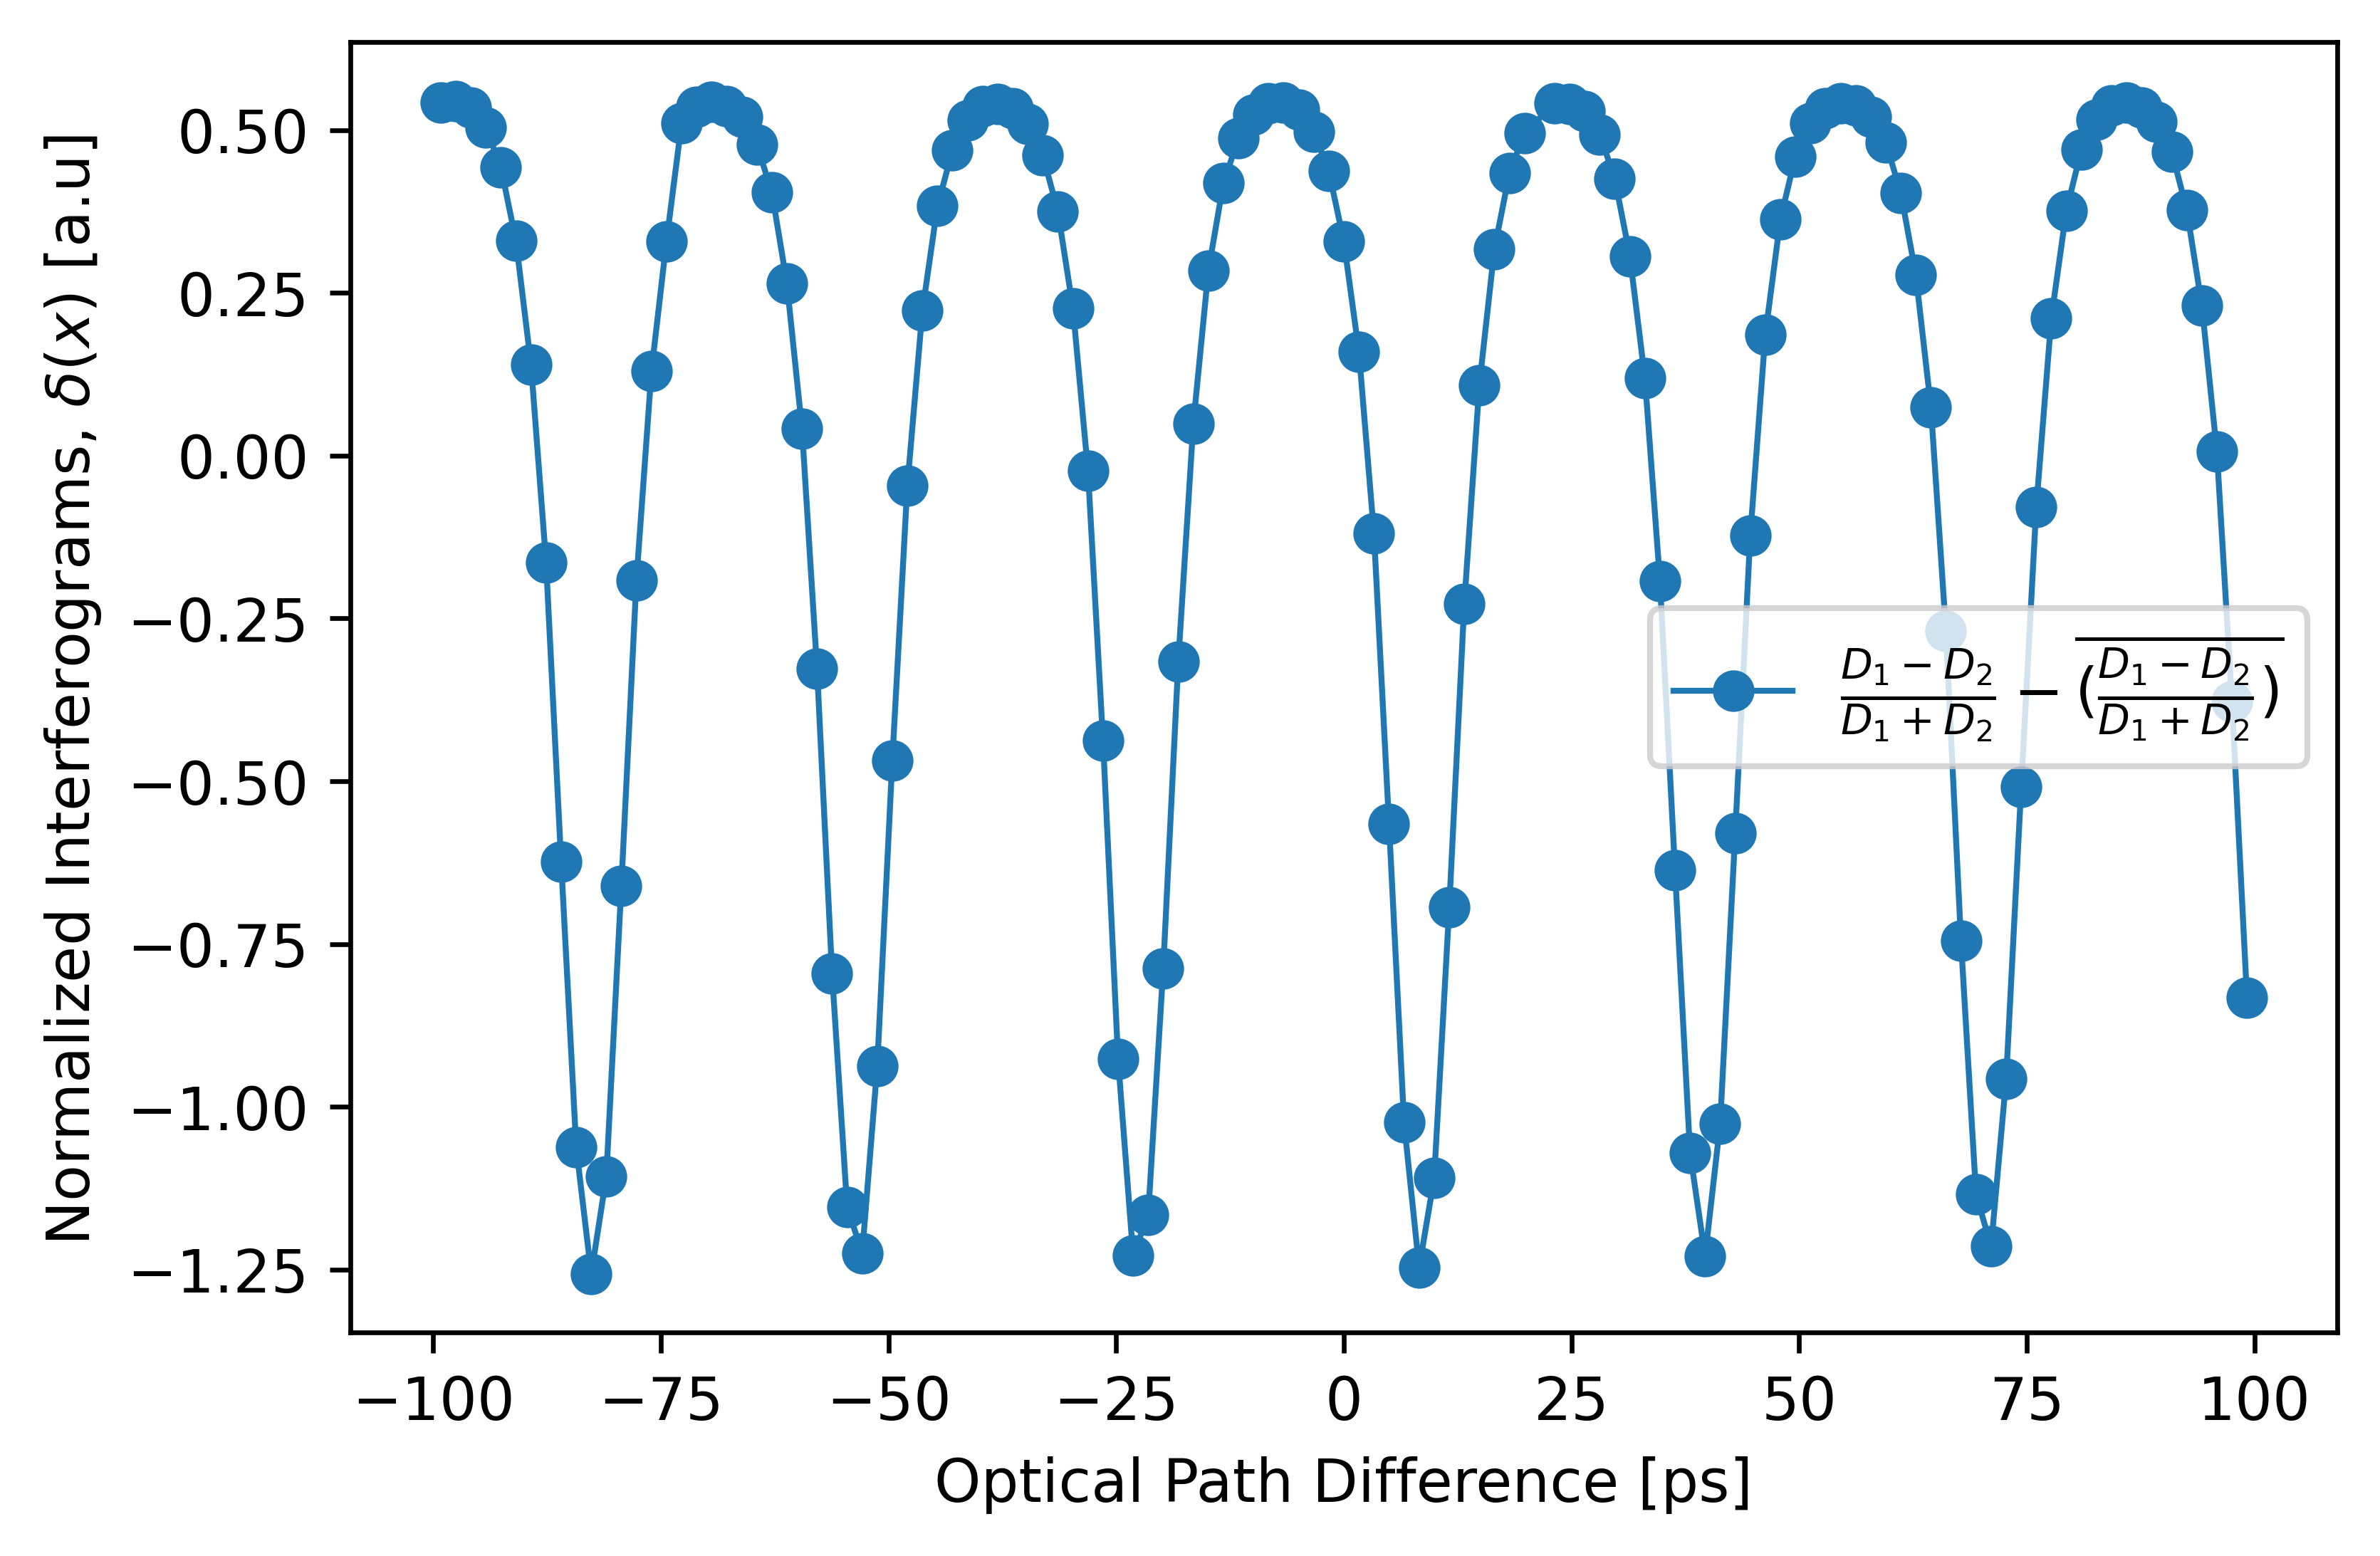 Normalized Interferograms, δ(x) [a.u]
0.50
0.25
0.00
−0.25
−0.50
−0.75
−1.00
−1.25
D₁ − D₂ / D₁ + D₂ − (D₁ − D₂ / D₁ + D₂)
−100 −75 −50 −25 0 25 50 75 100
Optical Path Difference [ps]